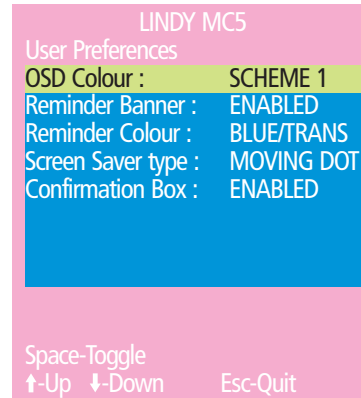 LINDY MC5
User Preferences
OSD Colour : SCHEME 1
Reminder Banner : ENABLED
Reminder Colour : BLUE/TRANS
Screen Saver type : MOVING DOT
Confirmation Box : ENABLED
Space-Toggle
↑-Up ↓-Down Esc-Quit